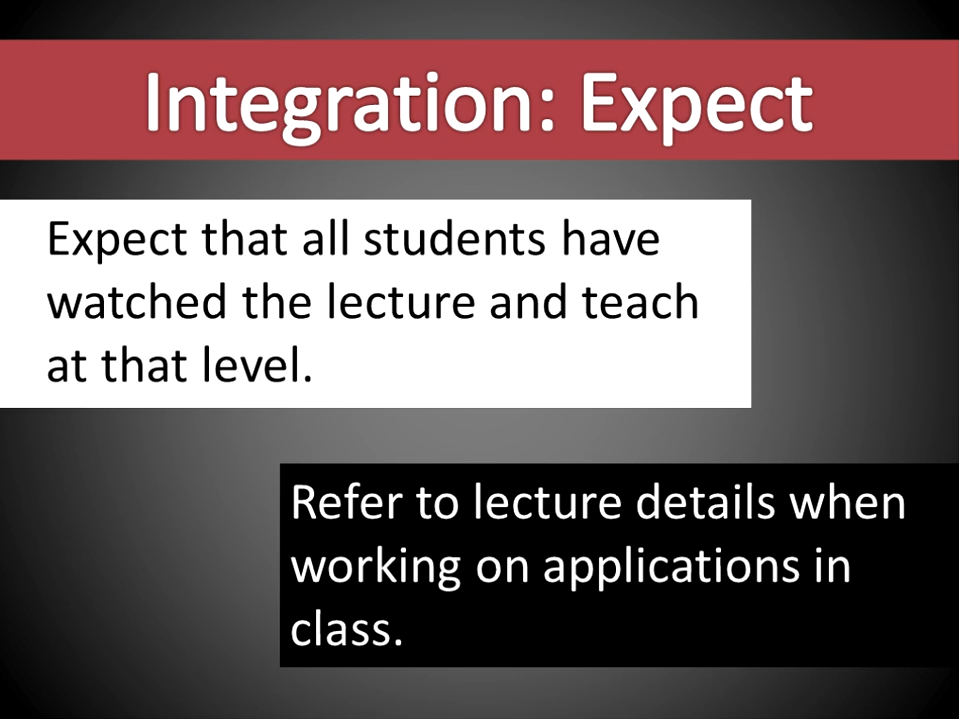 Integration: Expect
Expect that all students have
watched the lecture and teach
at that level.
Refer to lecture details when
working on applications in
class.